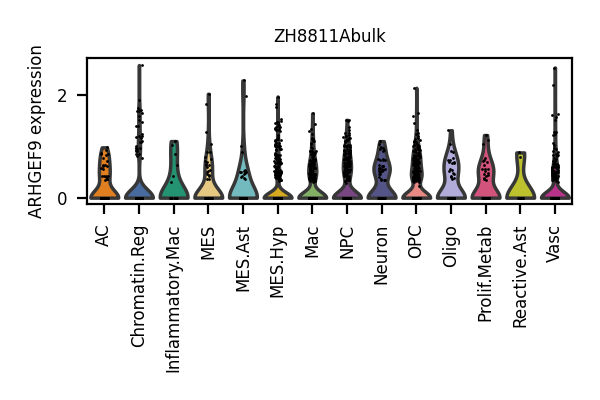 ZH8811Abulk
ARHGEF9 expression
2
0
AC
Chromatin.Reg
Inflammatory.Mac
MES
MES.Ast
MES.Hyp
Mac
NPC
Neuron
OPC
Oligo
Prolif.Metab
Reactive.Ast
Vasc